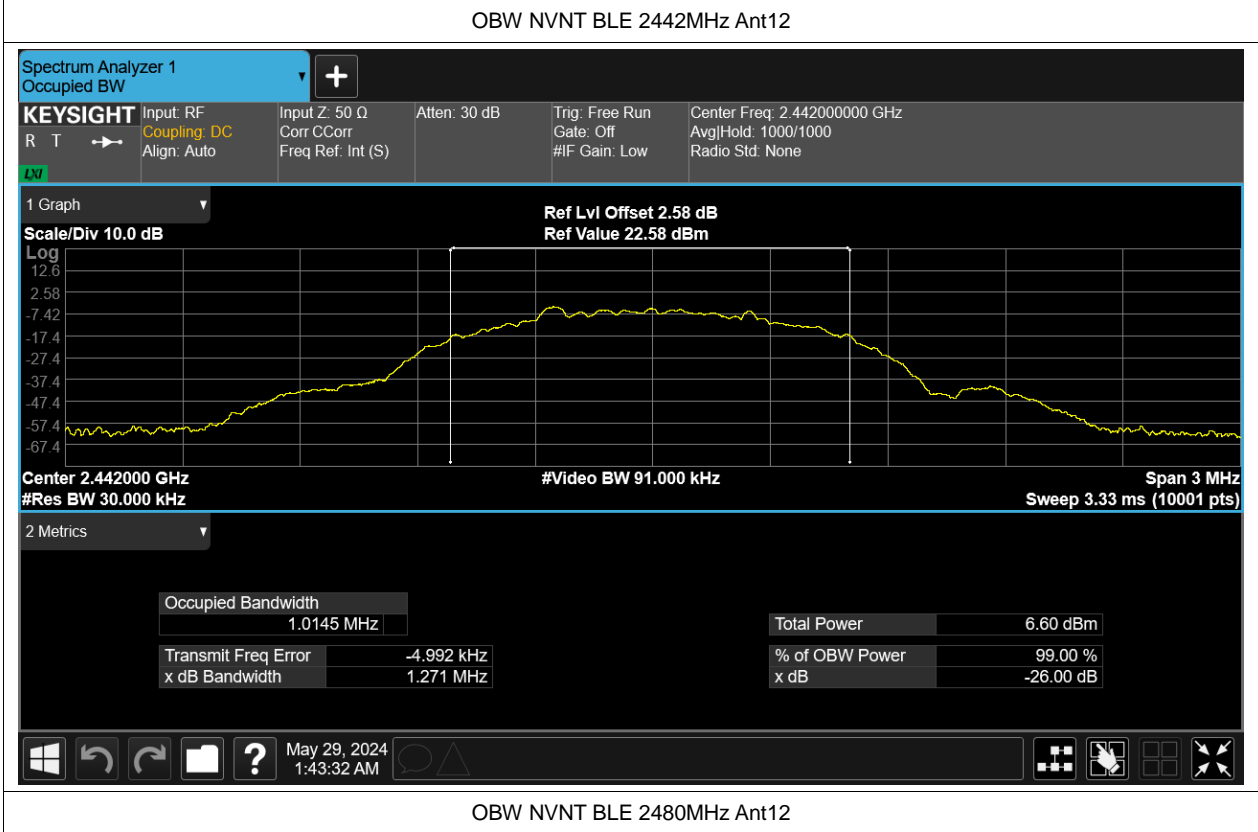 OBW NVNT BLE 2442MHz Ant12
Spectrum Analyzer 1
Occupied BW
KEYSIGHT
R T
LXI
Input: RF
Coupling: DC
Align: Auto
Input Z: 50 Ω
Corr CCorr
Freq Ref: Int (S)
Atten: 30 dB
Trig: Free Run
Gate: Off
#IF Gain: Low
Center Freq: 2.442000000 GHz
Avg|Hold: 1000/1000
Radio Std: None
1 Graph
Scale/Div 10.0 dB
Ref Lvl Offset 2.58 dB
Ref Value 22.58 dBm
Log
12.6
2.58
-7.42
-17.4
-27.4
-37.4
-47.4
-57.4
-67.4
Center 2.442000 GHz
#Video BW 91.000 kHz
Span 3 MHz
#Res BW 30.000 kHz
Sweep 3.33 ms (10001 pts)
2 Metrics
Occupied Bandwidth
1.0145 MHz
Total Power 6.60 dBm
Transmit Freq Error -4.992 kHz
% of OBW Power 99.00 %
x dB Bandwidth 1.271 MHz
x dB -26.00 dB
?
May 29, 2024
1:43:32 AM
OBW NVNT BLE 2480MHz Ant12